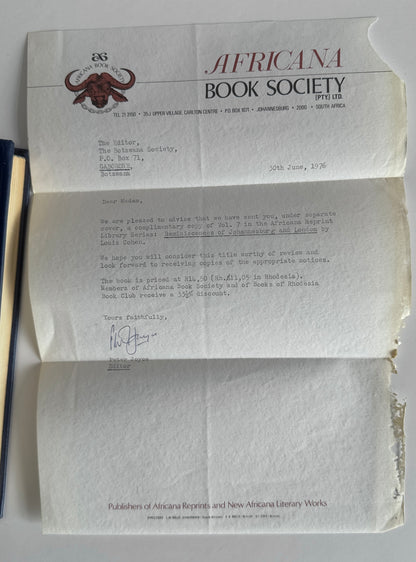 AFRICANA BOOK SOCIETY
AFRICANA
BOOK SOCIETY
(PTY) LTD.
35J UPPER VILLAGE CARLTON CENTRE • P.O. BOX 1071 • JOHANNESBURG • 2000 • SOUTH AFRICA
The Editor,
The Botswana Society,
P.O. Box 71,
GABORONE,
Botswana
30th June, 1976
Dear Madam,
We are pleased to advise that we have sent you, under separate
cover, a complimentary copy of Vol. 7 in the Africana Reprint
Library Series: Reminiscences of Johannesburg and London by
Louis Cohen.
We hope you will consider this title worthy of review and
look forward to receiving copies of the appropriate notices.
The book is priced at R14,50 (Rh.$11,05 in Rhodesia).
Members of Africana Book Society and of Books of Rhodesia
Book Club receive a 33⅓% discount.
Yours faithfully,
Peter Joyce
Editor
Publishers of Africana Reprints and New Africana Literary Works